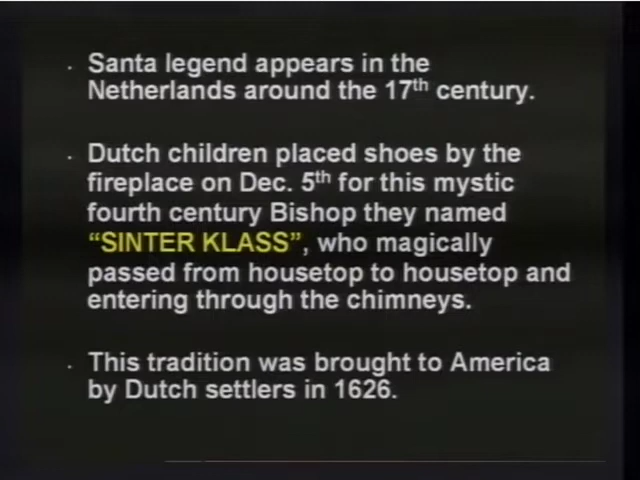 · Santa legend appears in the
Netherlands around the 17th century.
· Dutch children placed shoes by the
fireplace on Dec. 5th for this mystic
fourth century Bishop they named
“SINTER KLASS”, who magically
passed from housetop to housetop and
entering through the chimneys.
· This tradition was brought to America
by Dutch settlers in 1626.